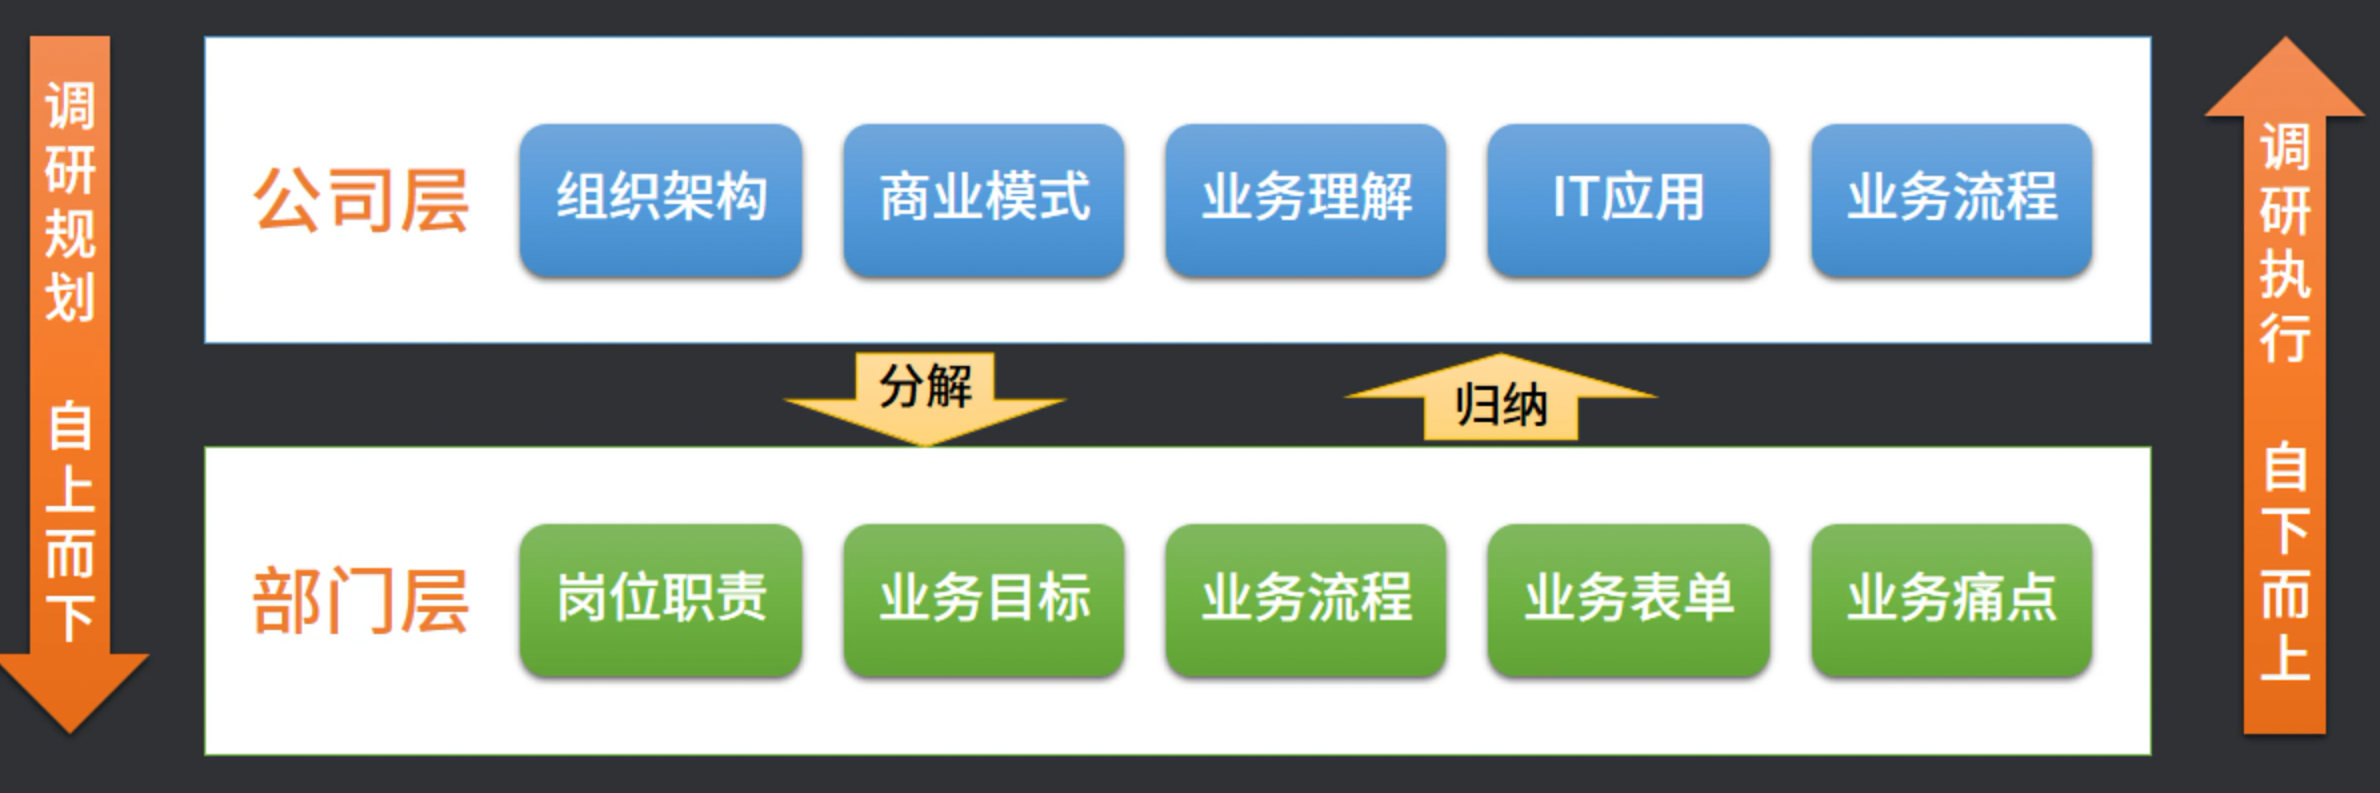 调研规划 自上而下
公司层
组织架构
商业模式
业务理解
IT应用
业务流程
分解
归纳
部门层
岗位职责
业务目标
业务流程
业务表单
业务痛点
调研执行 自下而上